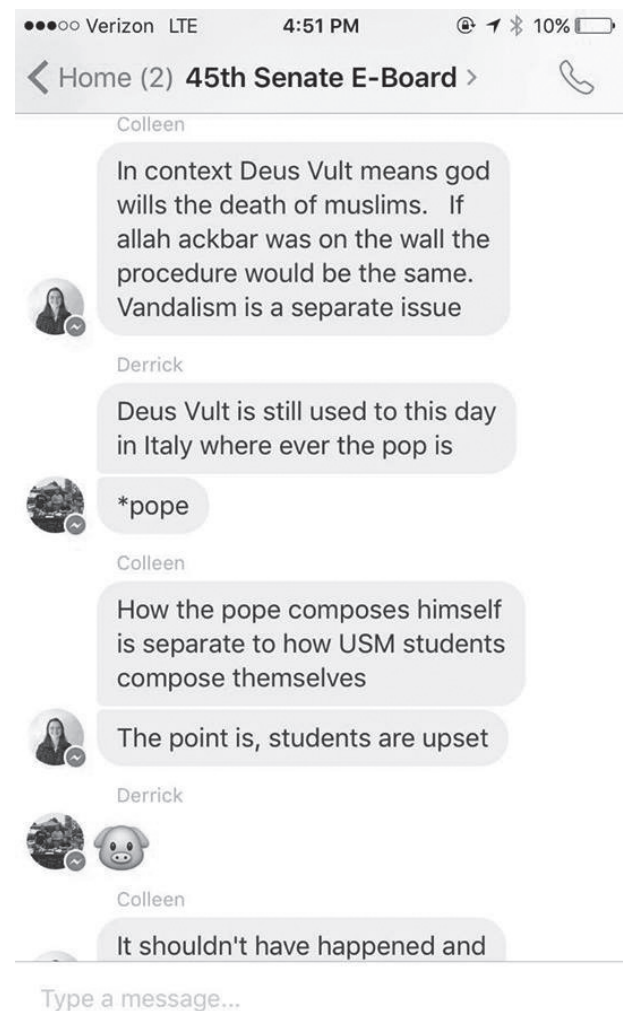 Verizon LTE 4:51 PM 10%
Home (2) 45th Senate E-Board >
Colleen
In context Deus Vult means god
wills the death of muslims. If
allah ackbar was on the wall the
procedure would be the same.
Vandalism is a separate issue
Derrick
Deus Vult is still used to this day
in Italy where ever the pop is
*pope
Colleen
How the pope composes himself
is separate to how USM students
compose themselves
The point is, students are upset
Derrick
Colleen
It shouldn't have happened and
Type a message...